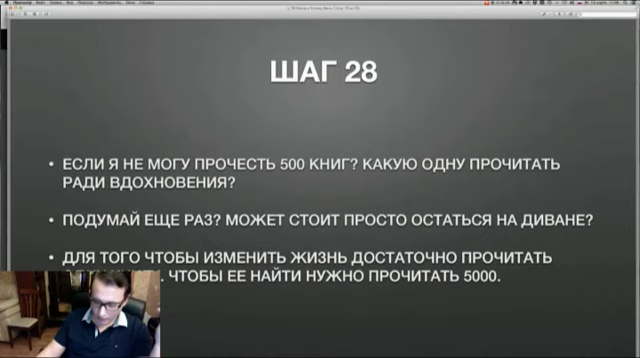 ШАГ 28
• ЕСЛИ Я НЕ МОГУ ПРОЧЕСТЬ 500 КНИГ? КАКУЮ ОДНУ ПРОЧИТАТЬ
РАДИ ВДОХНОВЕНИЯ?
• ПОДУМАЙ ЕЩЕ РАЗ? МОЖЕТ СТОИТ ПРОСТО ОСТАТЬСЯ НА ДИВАНЕ?
• ДЛЯ ТОГО ЧТОБЫ ИЗМЕНИТЬ ЖИЗНЬ ДОСТАТОЧНО ПРОЧИТАТЬ
ЧТОБЫ ЕЕ НАЙТИ НУЖНО ПРОЧИТАТЬ 5000.